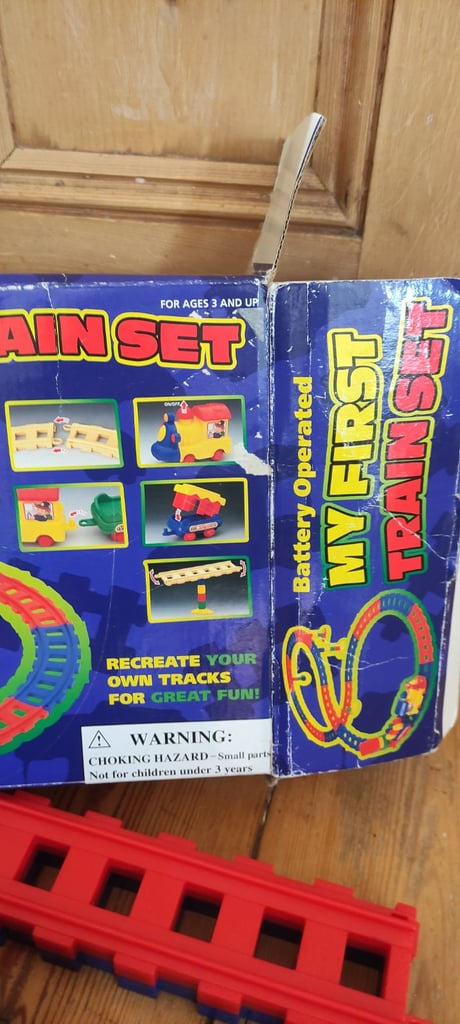 FOR AGES 3 AND UP
AIN SET
ON/OFF
RECREATE YOUR
OWN TRACKS
FOR GREAT FUN!
WARNING:
CHOKING HAZARD–Small parts
Not for children under 3 years
Battery Operated
MY FIRST
TRAIN SET